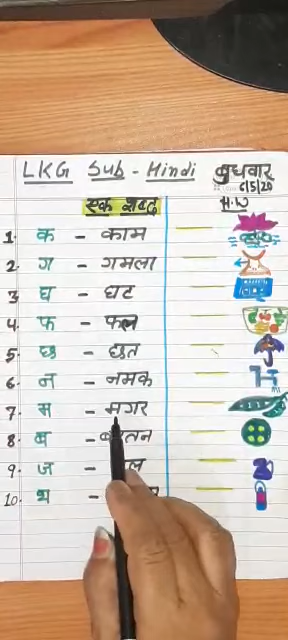 LKG Sub - Hindi बुधवार
6/5/20
एक शब्द H.W
1. क - काम
2. ग - गमला
3 घ - घट
4. फ - फल
5. छ - छत
6. न - नमक
7. म - मगर
8. ब -
9. ज -
10. भ -